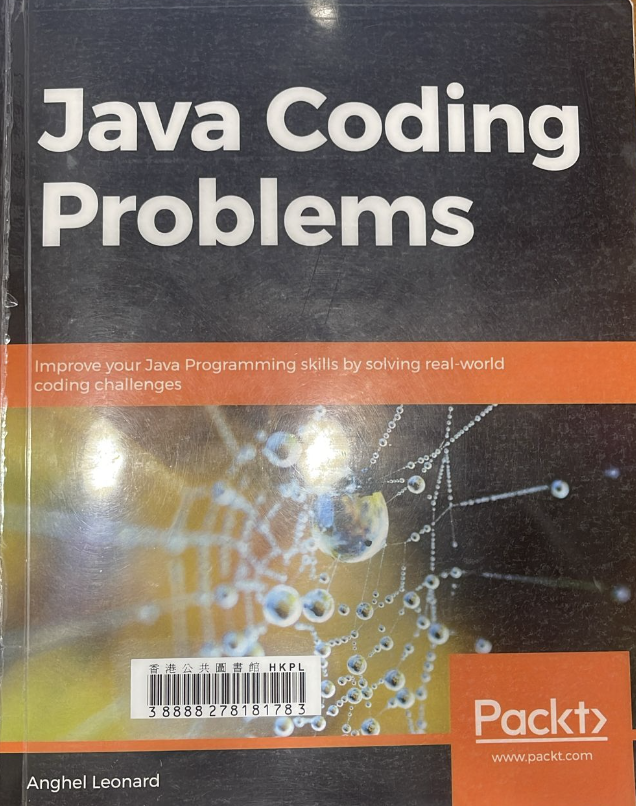 Java Coding
Problems
Improve your Java Programming skills by solving real-world
coding challenges
香港公共圖書館 HKPL
38888278181783
Packt>
www.packt.com
Anghel Leonard